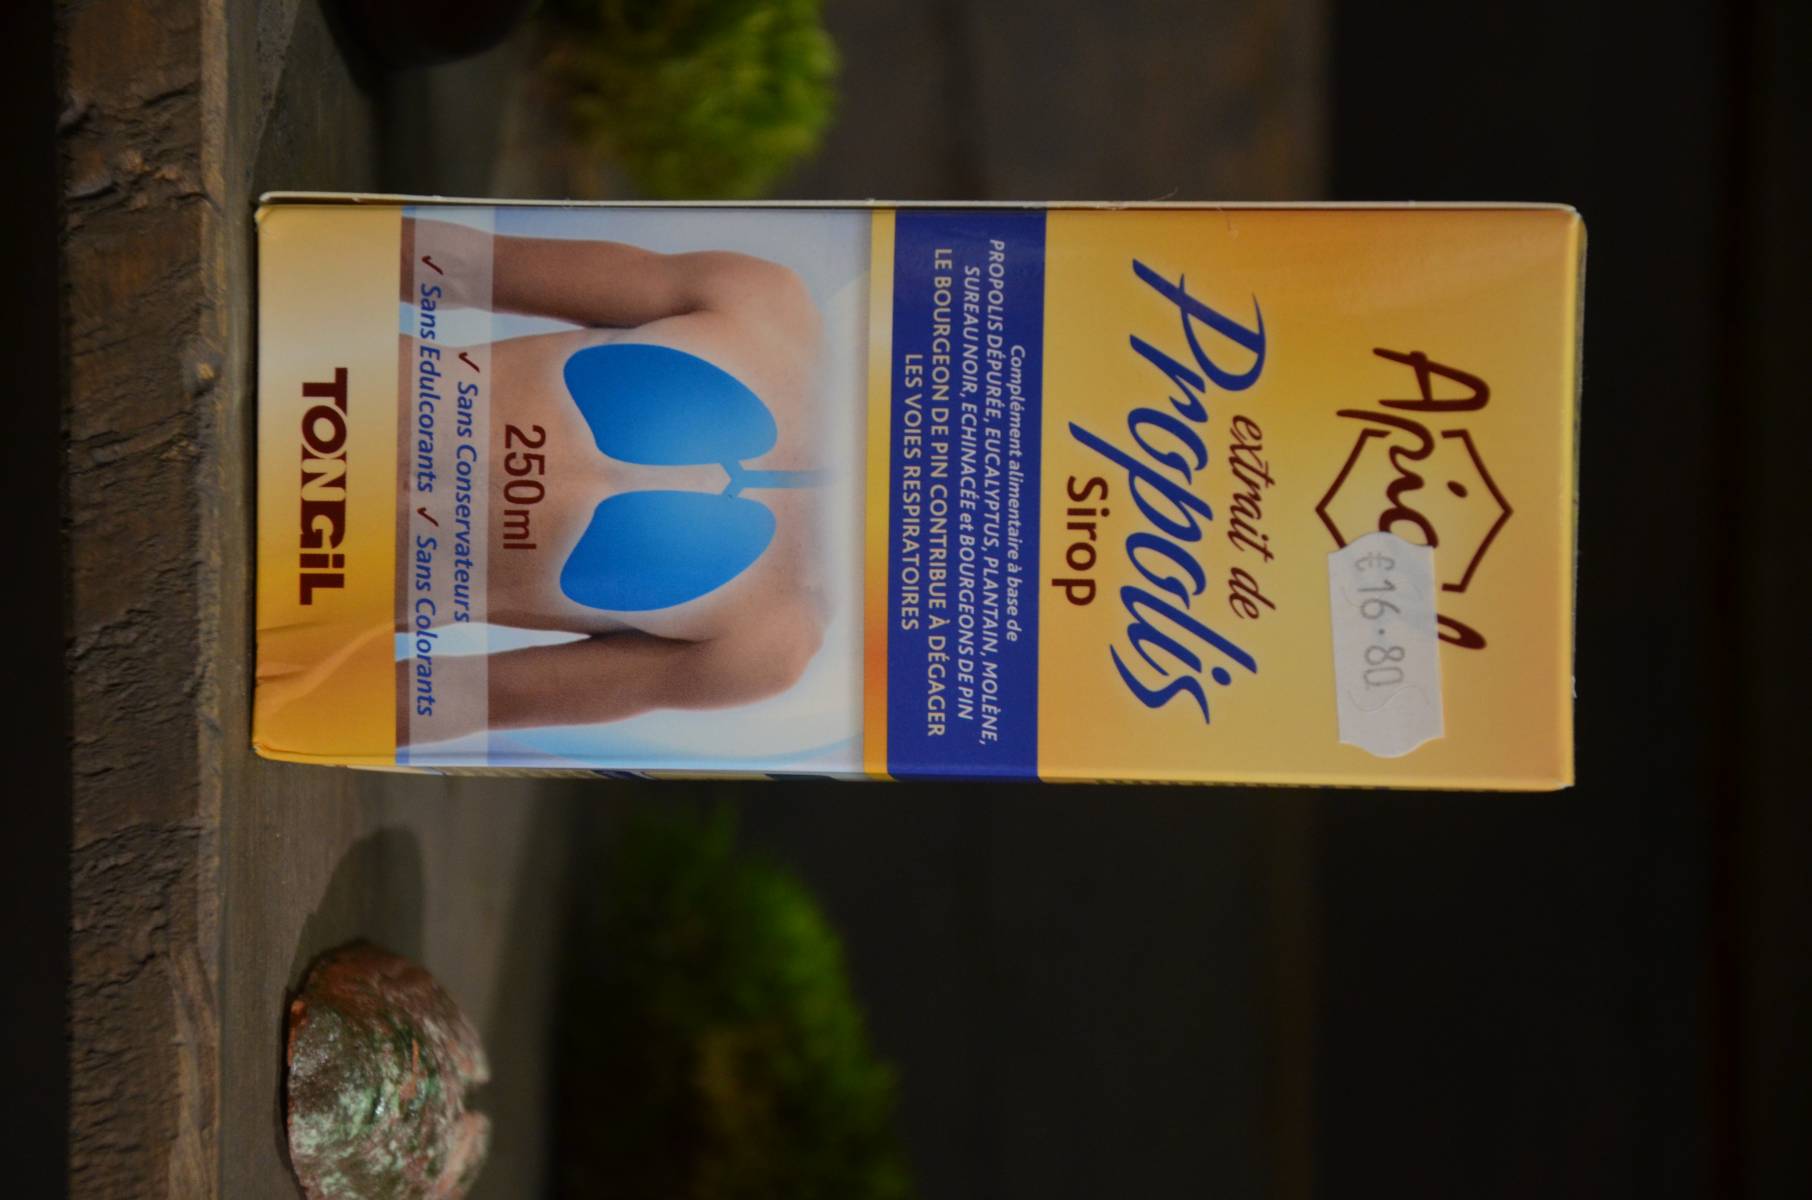 Apicol
€16.80
extrait de
Propolis
Sirop
Complément alimentaire à base de
PROPOLIS DÉPURÉE, EUCALYPTUS, PLANTAIN, MOLÈNE,
SUREAU NOIR, ECHINACÉE et BOURGEONS DE PIN
LE BOURGEON DE PIN CONTRIBUE À DÉGAGER
LES VOIES RESPIRATOIRES
250ml
✓ Sans Conservateurs
✓ Sans Edulcorants ✓ Sans Colorants
TONGiL